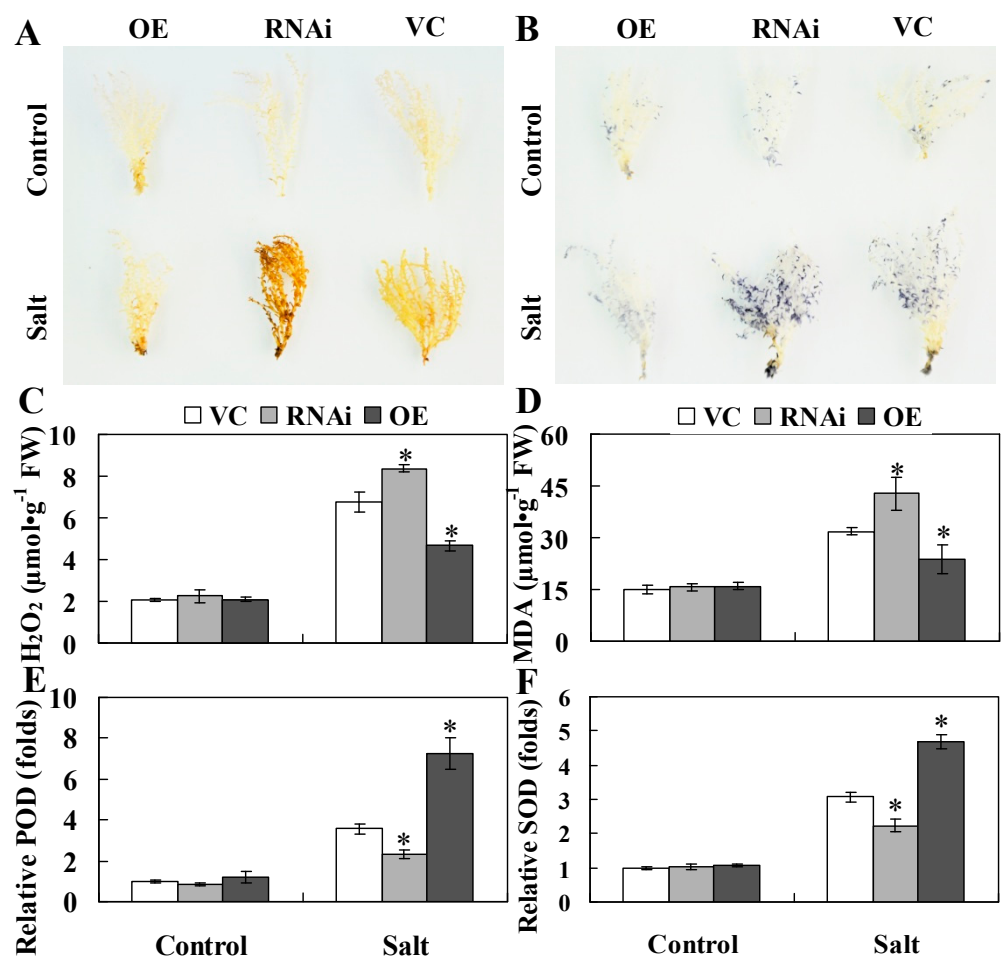 A OE RNAi VC
Control
Salt
B OE RNAi VC
Control
Salt
C VC RNAi OE
H₂O₂ (μmol•g⁻¹ FW)
10
8
6
4
2
0
* *
D VC RNAi OE
MDA (μmol•g⁻¹ FW)
60
45
30
15
0
* *
E
Relative POD (folds)
10
8
6
4
2
0
* *
Control Salt
F
Relative SOD (folds)
6
5
4
3
2
1
0
* *
Control Salt